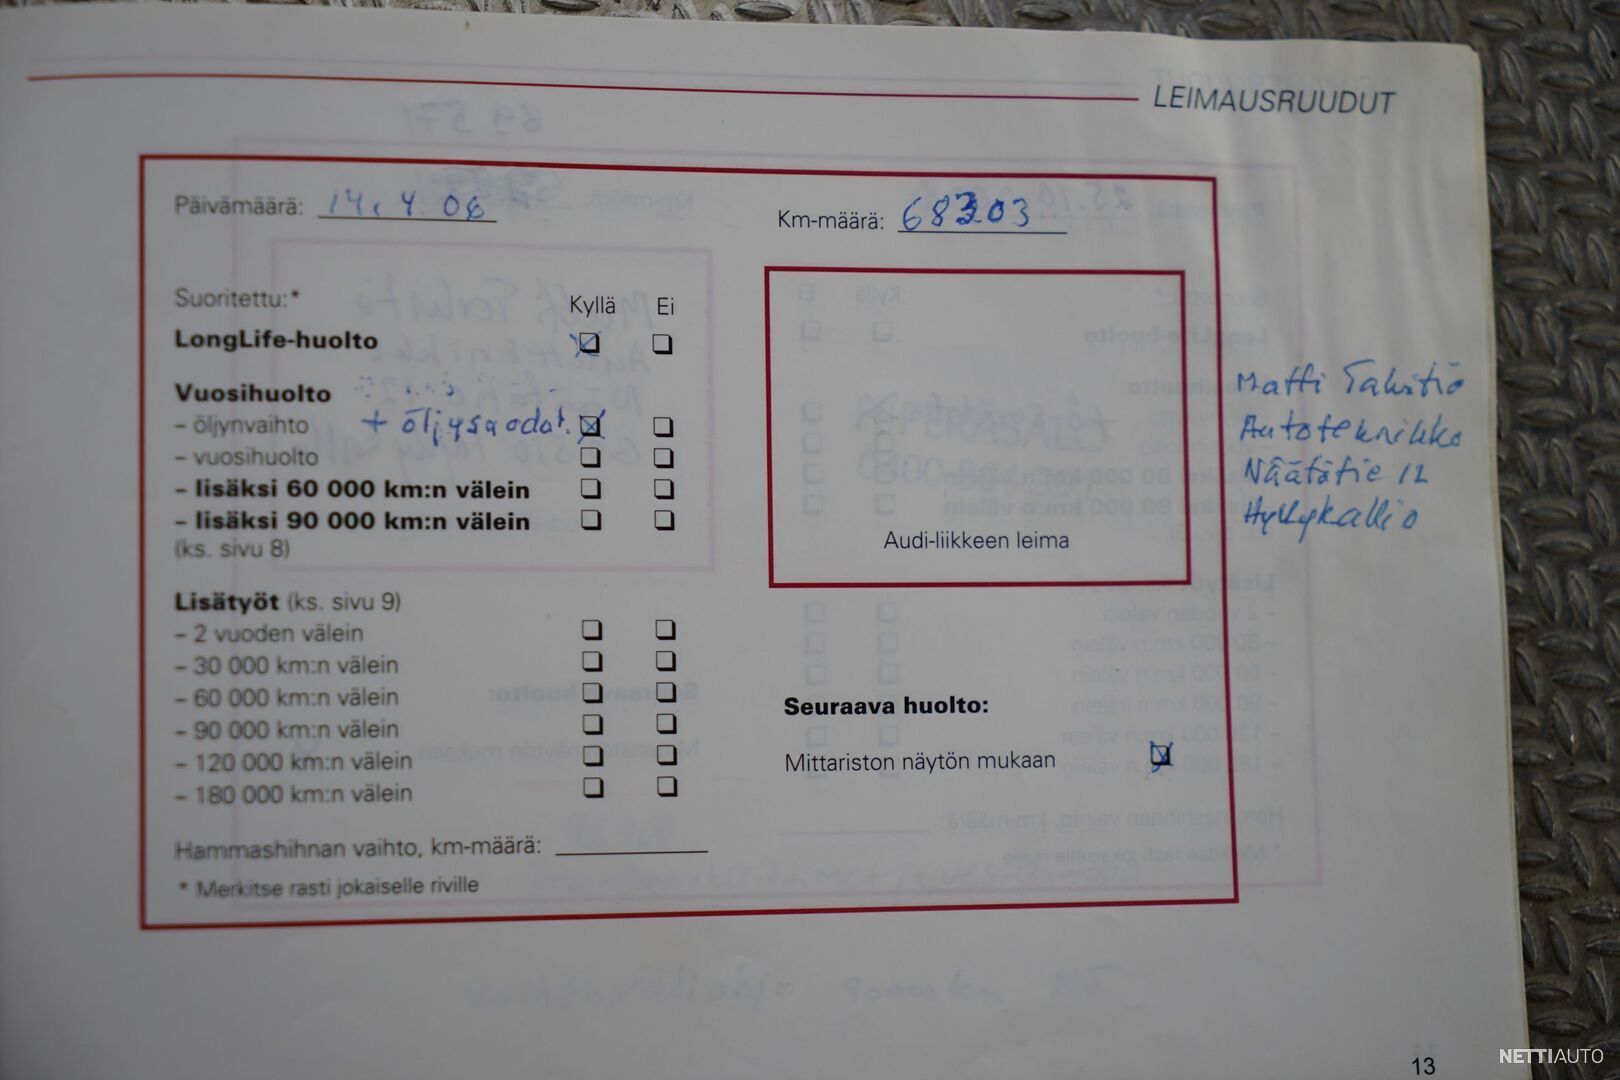 LEIMAUSRUUDUT
Päivämäärä: 14.4 06
Km-määrä: 68303
Suoritettu:*
Kyllä Ei
LongLife-huolto
Vuosihuolto
- öljynvaihto + öljysuodat.
- vuosihuolto
- lisäksi 60 000 km:n välein
- lisäksi 90 000 km:n välein
(ks. sivu 8)
Lisätyöt (ks. sivu 9)
- 2 vuoden välein
- 30 000 km:n välein
- 60 000 km:n välein
- 90 000 km:n välein
- 120 000 km:n välein
- 180 000 km:n välein
Hammashihnan vaihto, km-määrä:
* Merkitse rasti jokaiselle riville
Audi-liikkeen leima
Seuraava huolto:
Mittariston näytön mukaan
Matti
Autoteknikko
Näätätie 12
Hyllykallio
13
NETTIAUTO